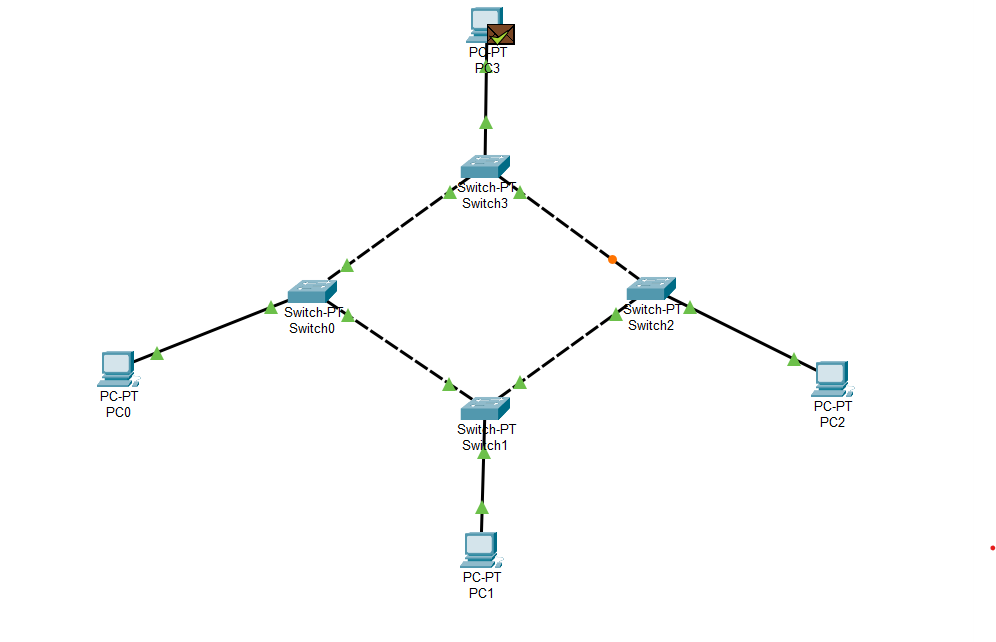 PC-PT
PC3
Switch-PT
Switch3
Switch-PT
Switch0
Switch-PT
Switch2
PC-PT
PC0
PC-PT
PC2
Switch-PT
Switch1
PC-PT
PC1